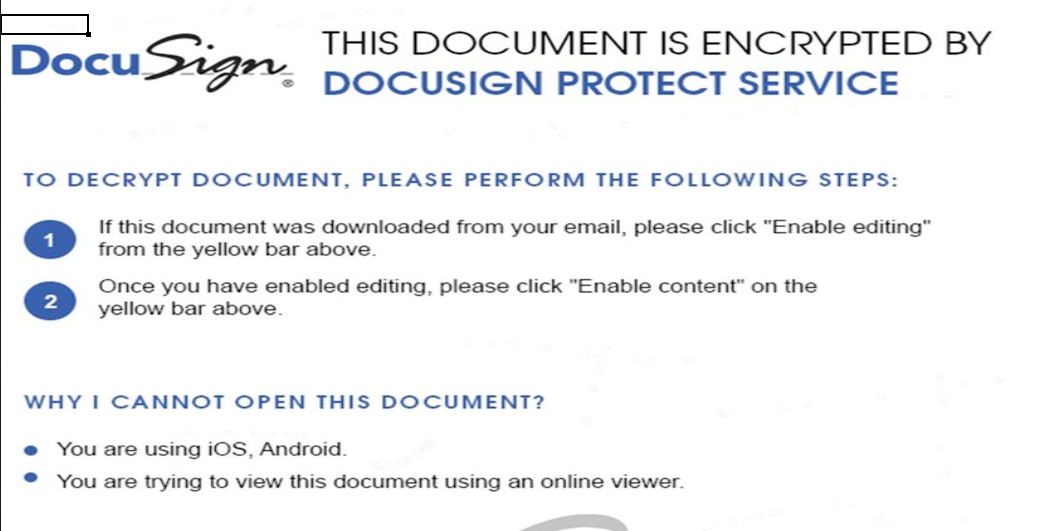 DocuSign®
THIS DOCUMENT IS ENCRYPTED BY
DOCUSIGN PROTECT SERVICE
TO DECRYPT DOCUMENT, PLEASE PERFORM THE FOLLOWING STEPS:
1 If this document was downloaded from your email, please click "Enable editing"
from the yellow bar above.
2 Once you have enabled editing, please click "Enable content" on the
yellow bar above.
WHY I CANNOT OPEN THIS DOCUMENT?
You are using iOS, Android.
You are trying to view this document using an online viewer.